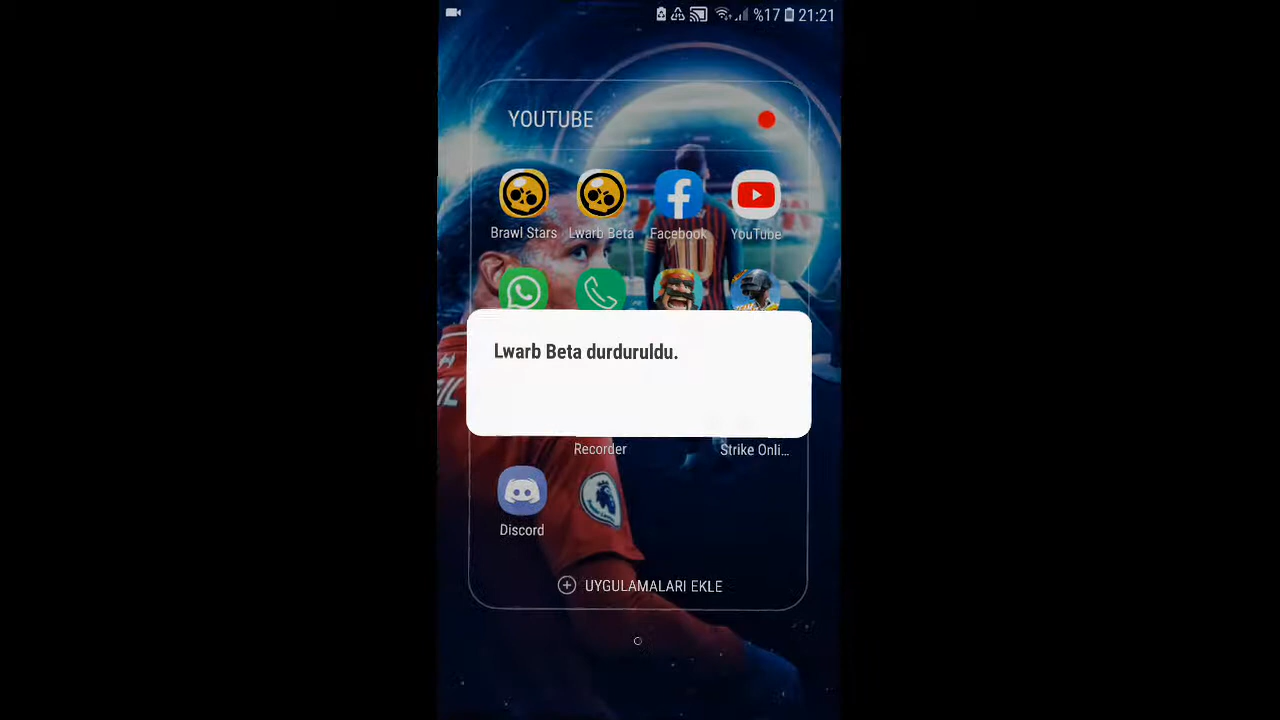 %17 21:21
YOUTUBE
Brawl Stars Lwarb Beta Facebook YouTube
Lwarb Beta durduruldu.
Recorder Strike Onli...
Discord
UYGULAMALARI EKLE